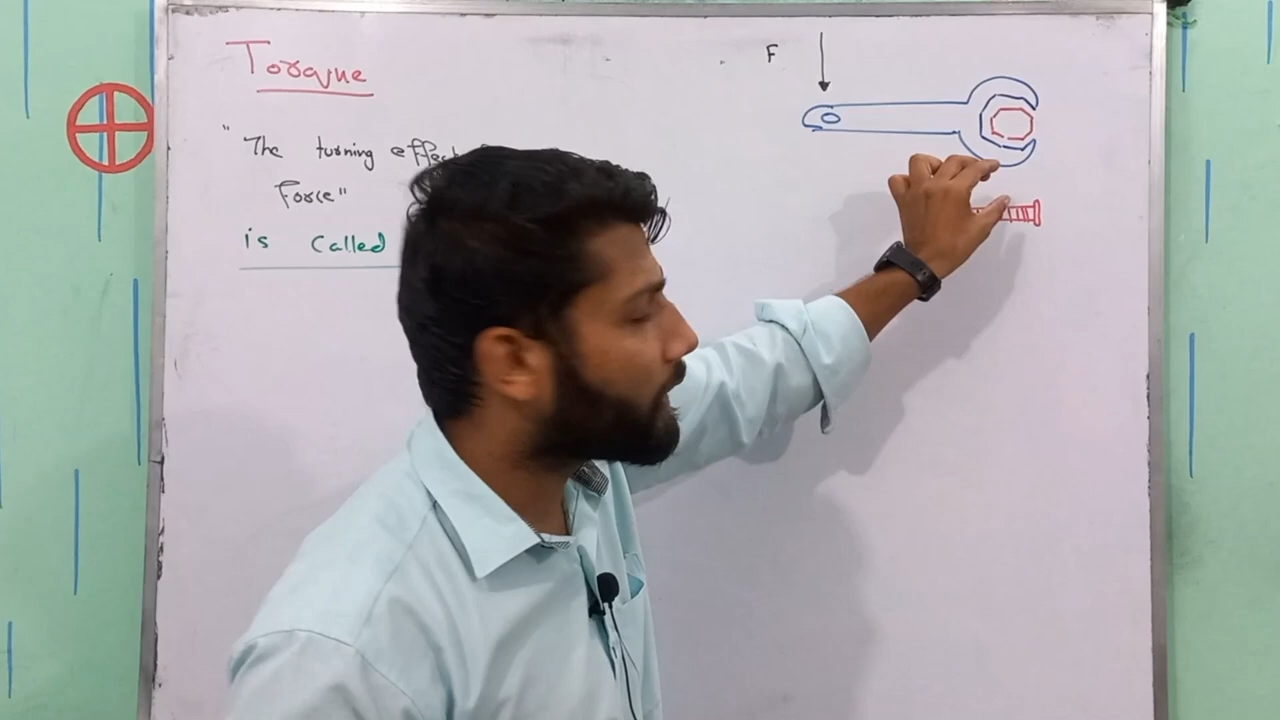 Torque
"The turning effect
Force"
is Called
F